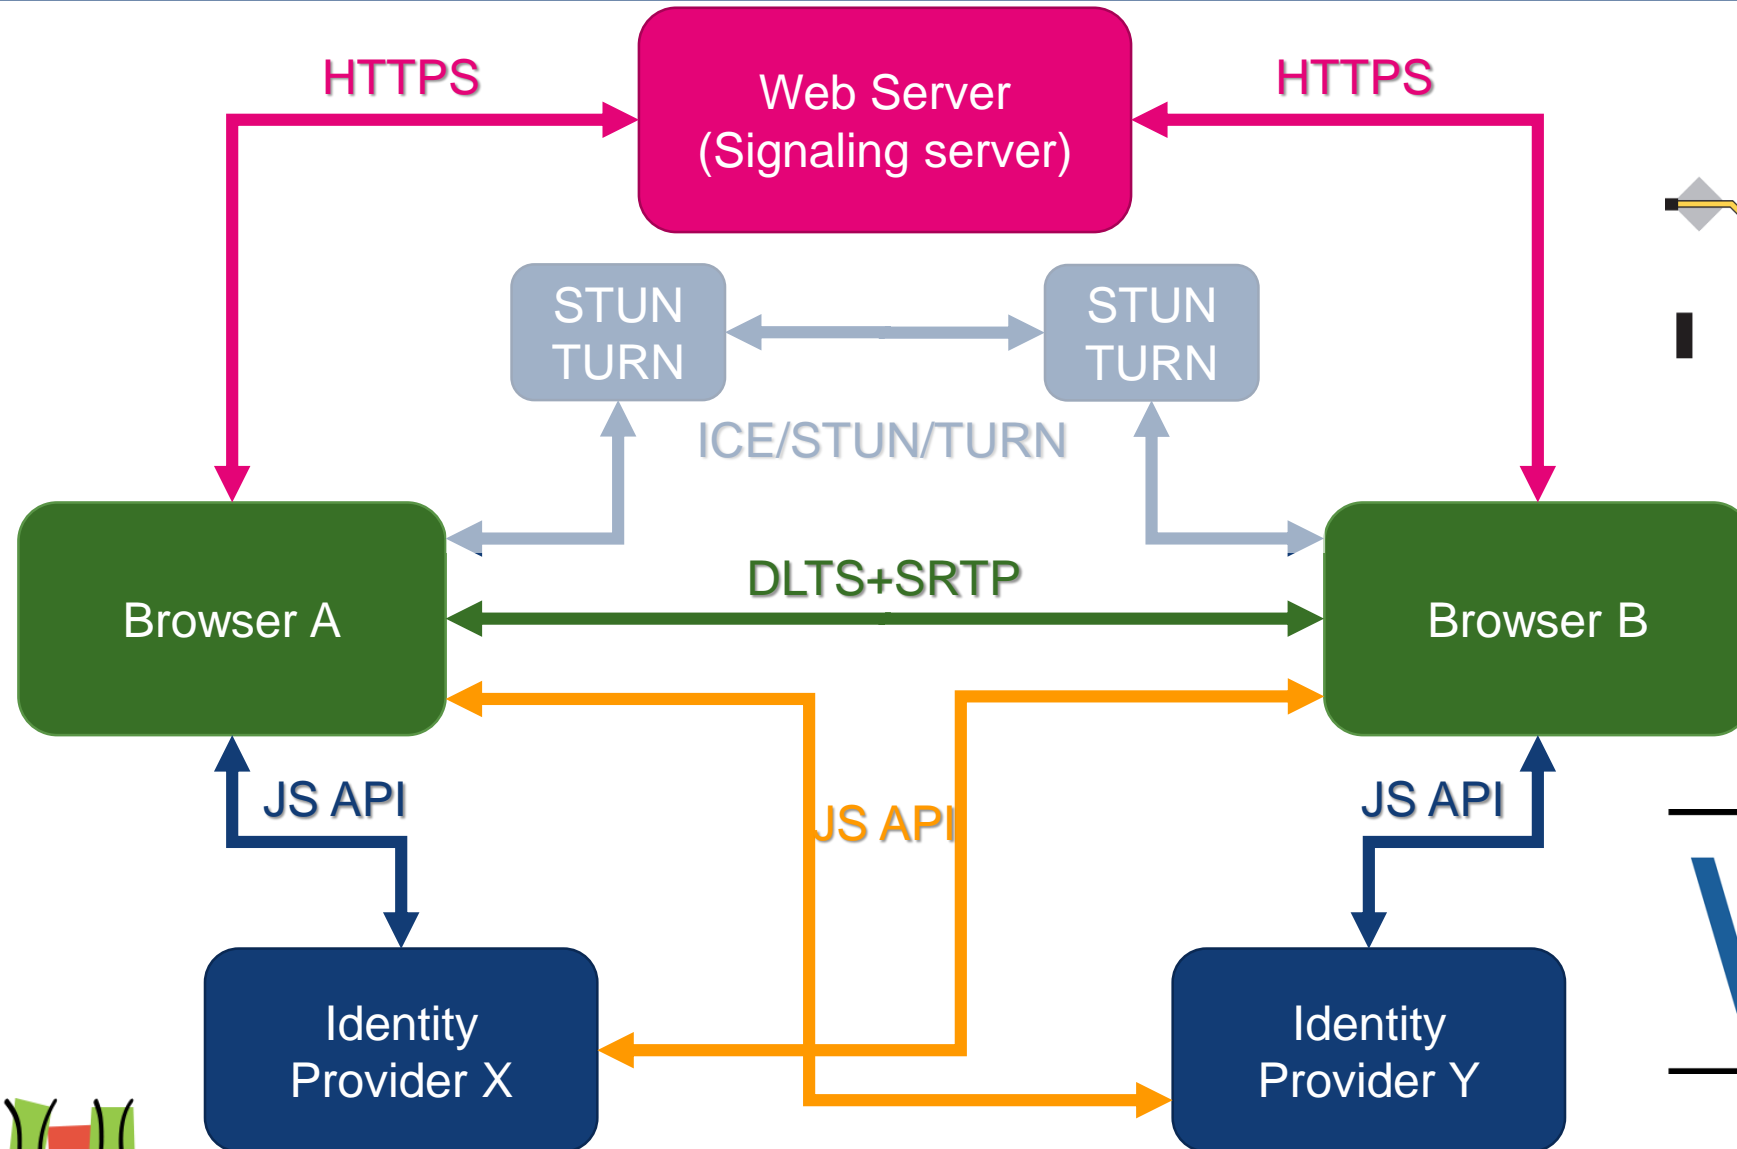 HTTPS
Web Server
(Signaling server)
HTTPS
STUN
TURN
STUN
TURN
ICE/STUN/TURN
DLTS+SRTP
Browser A
Browser B
JS API
JS API
JS API
Identity
Provider X
Identity
Provider Y